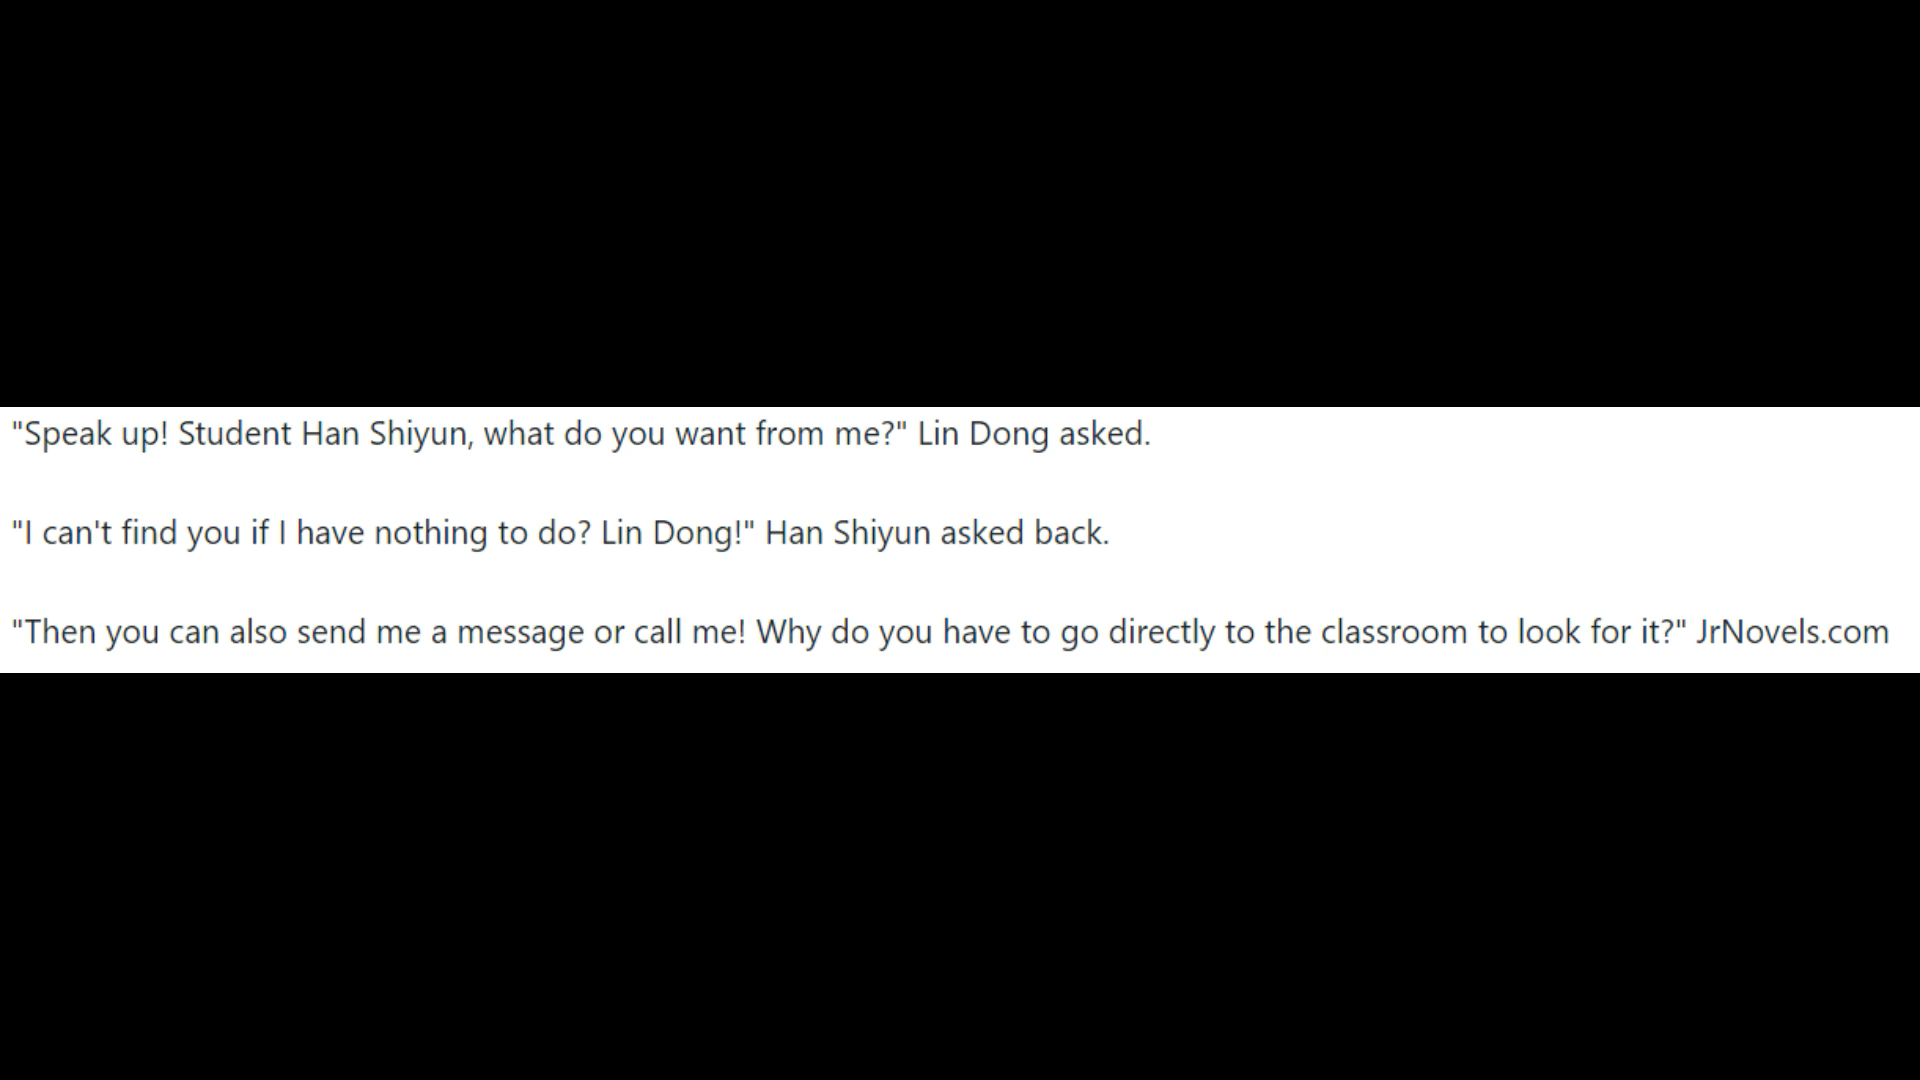 "Speak up! Student Han Shiyun, what do you want from me?" Lin Dong asked.
"I can't find you if I have nothing to do? Lin Dong!" Han Shiyun asked back.
"Then you can also send me a message or call me! Why do you have to go directly to the classroom to look for it?" JrNovels.com